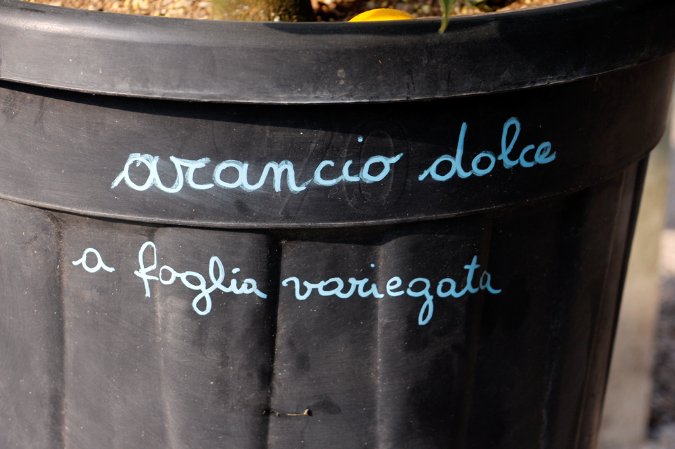 arancio dolce
a foglia variegata